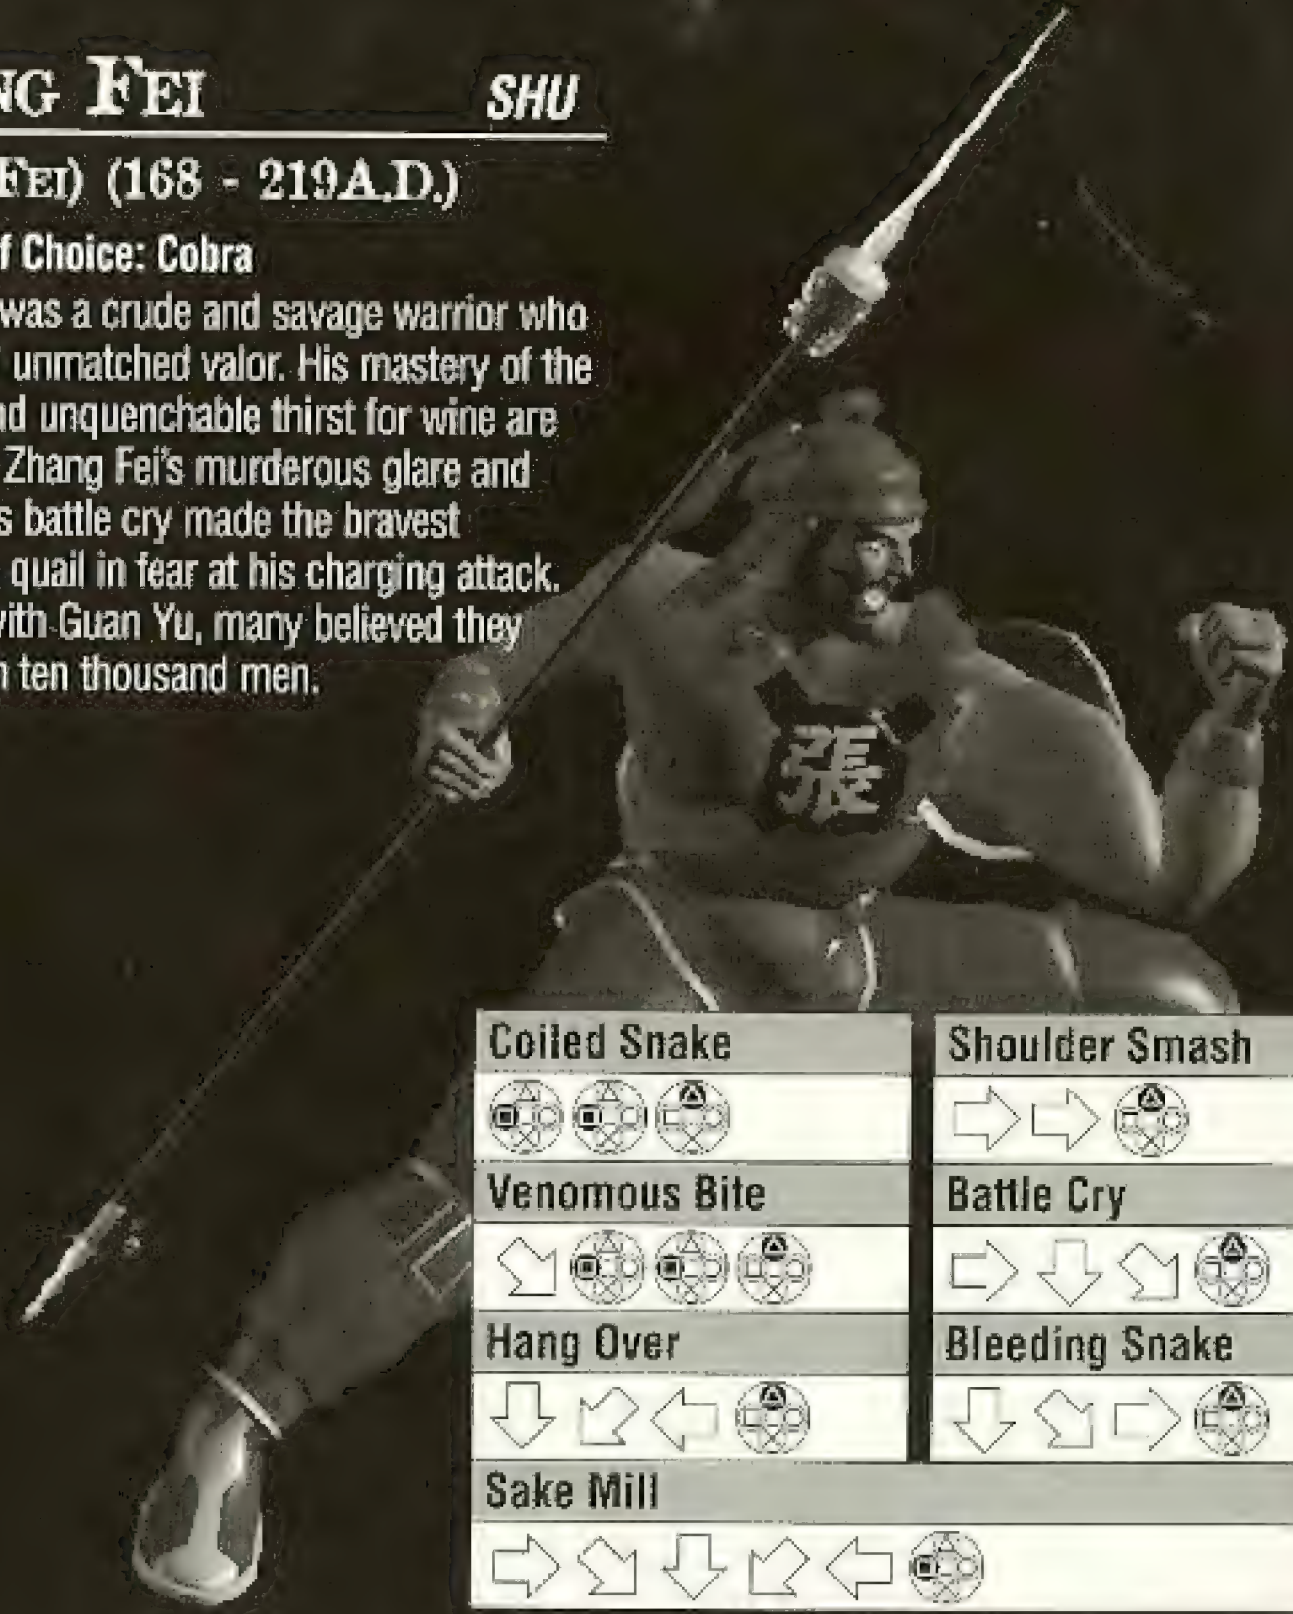 NG FEI SHU
FEI) (168 - 219A.D.)
f Choice: Cobra
was a crude and savage warrior who
unmatched valor. His mastery of the
nd unquenchable thirst for wine are
Zhang Fei's murderous glare and
s battle cry made the bravest
quail in fear at his charging attack.
with Guan Yu, many believed they
n ten thousand men.
張
Coiled Snake
Shoulder Smash
Venomous Bite
Battle Cry
Hang Over
Bleeding Snake
Sake Mill